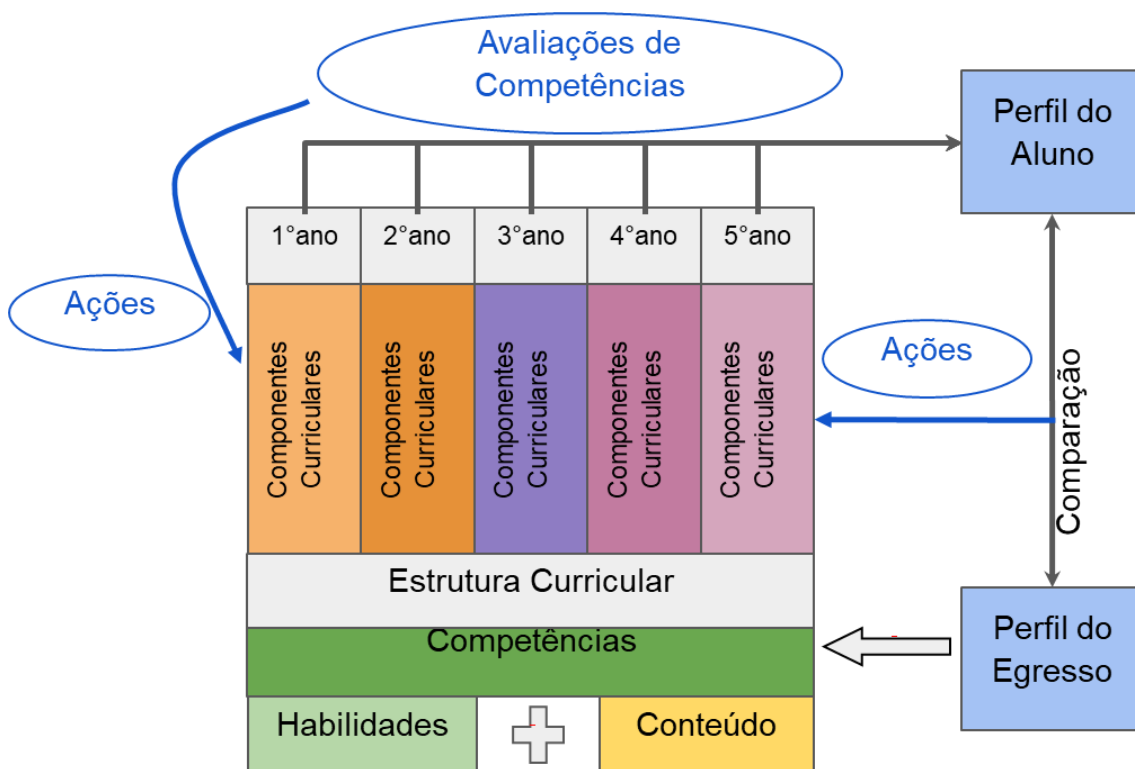 Avaliações de
Competências
Perfil do
Aluno
1°ano
2°ano
3°ano
4°ano
5°ano
Ações
Ações
Componentes
Curriculares
Componentes
Curriculares
Componentes
Curriculares
Componentes
Curriculares
Componentes
Curriculares
Comparação
Estrutura Curricular
Competências
Perfil do
Egresso
Habilidades
Conteúdo